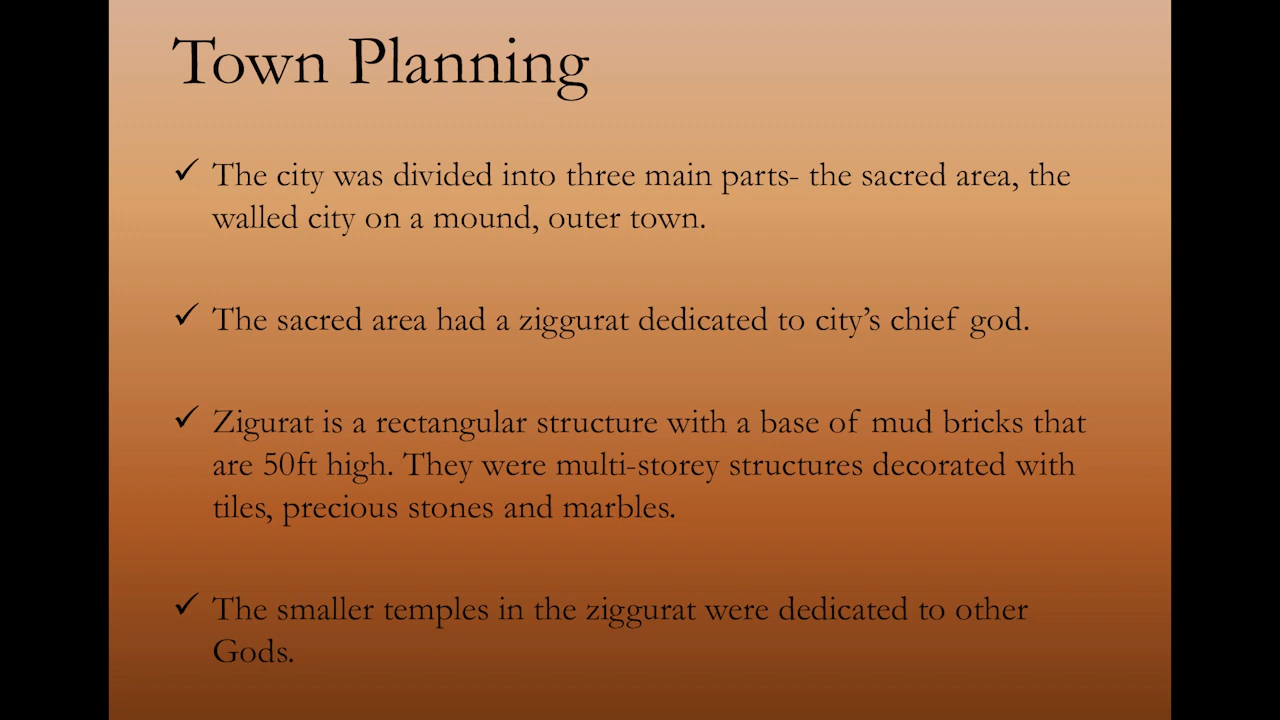 Town Planning
✓ The city was divided into three main parts- the sacred area, the
walled city on a mound, outer town.
✓ The sacred area had a ziggurat dedicated to city’s chief god.
✓ Zigurat is a rectangular structure with a base of mud bricks that
are 50ft high. They were multi-storey structures decorated with
tiles, precious stones and marbles.
✓ The smaller temples in the ziggurat were dedicated to other
Gods.